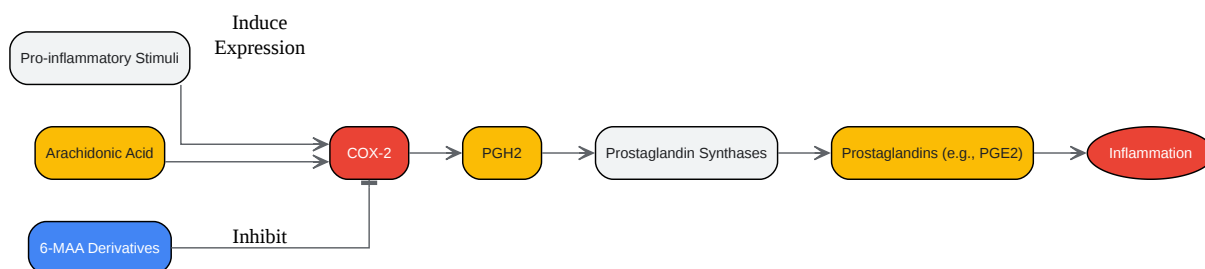 Induce
Expression
Pro-inflammatory Stimuli
Arachidonic Acid
COX-2
PGH2
Prostaglandin Synthases
Prostaglandins (e.g., PGE2)
Inflammation
6-MAA Derivatives
Inhibit